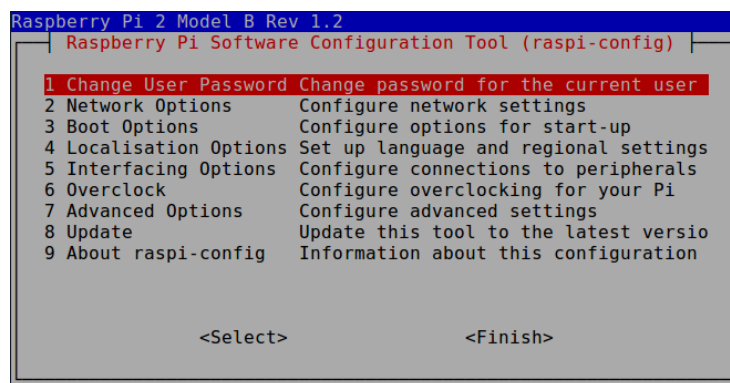 Raspberry Pi 2 Model B Rev 1.2
Raspberry Pi Software Configuration Tool (raspi-config)
1 Change User Password Change password for the current user
2 Network Options Configure network settings
3 Boot Options Configure options for start-up
4 Localisation Options Set up language and regional settings
5 Interfacing Options Configure connections to peripherals
6 Overclock Configure overclocking for your Pi
7 Advanced Options Configure advanced settings
8 Update Update this tool to the latest versio
9 About raspi-config Information about this configuration
<Select> <Finish>